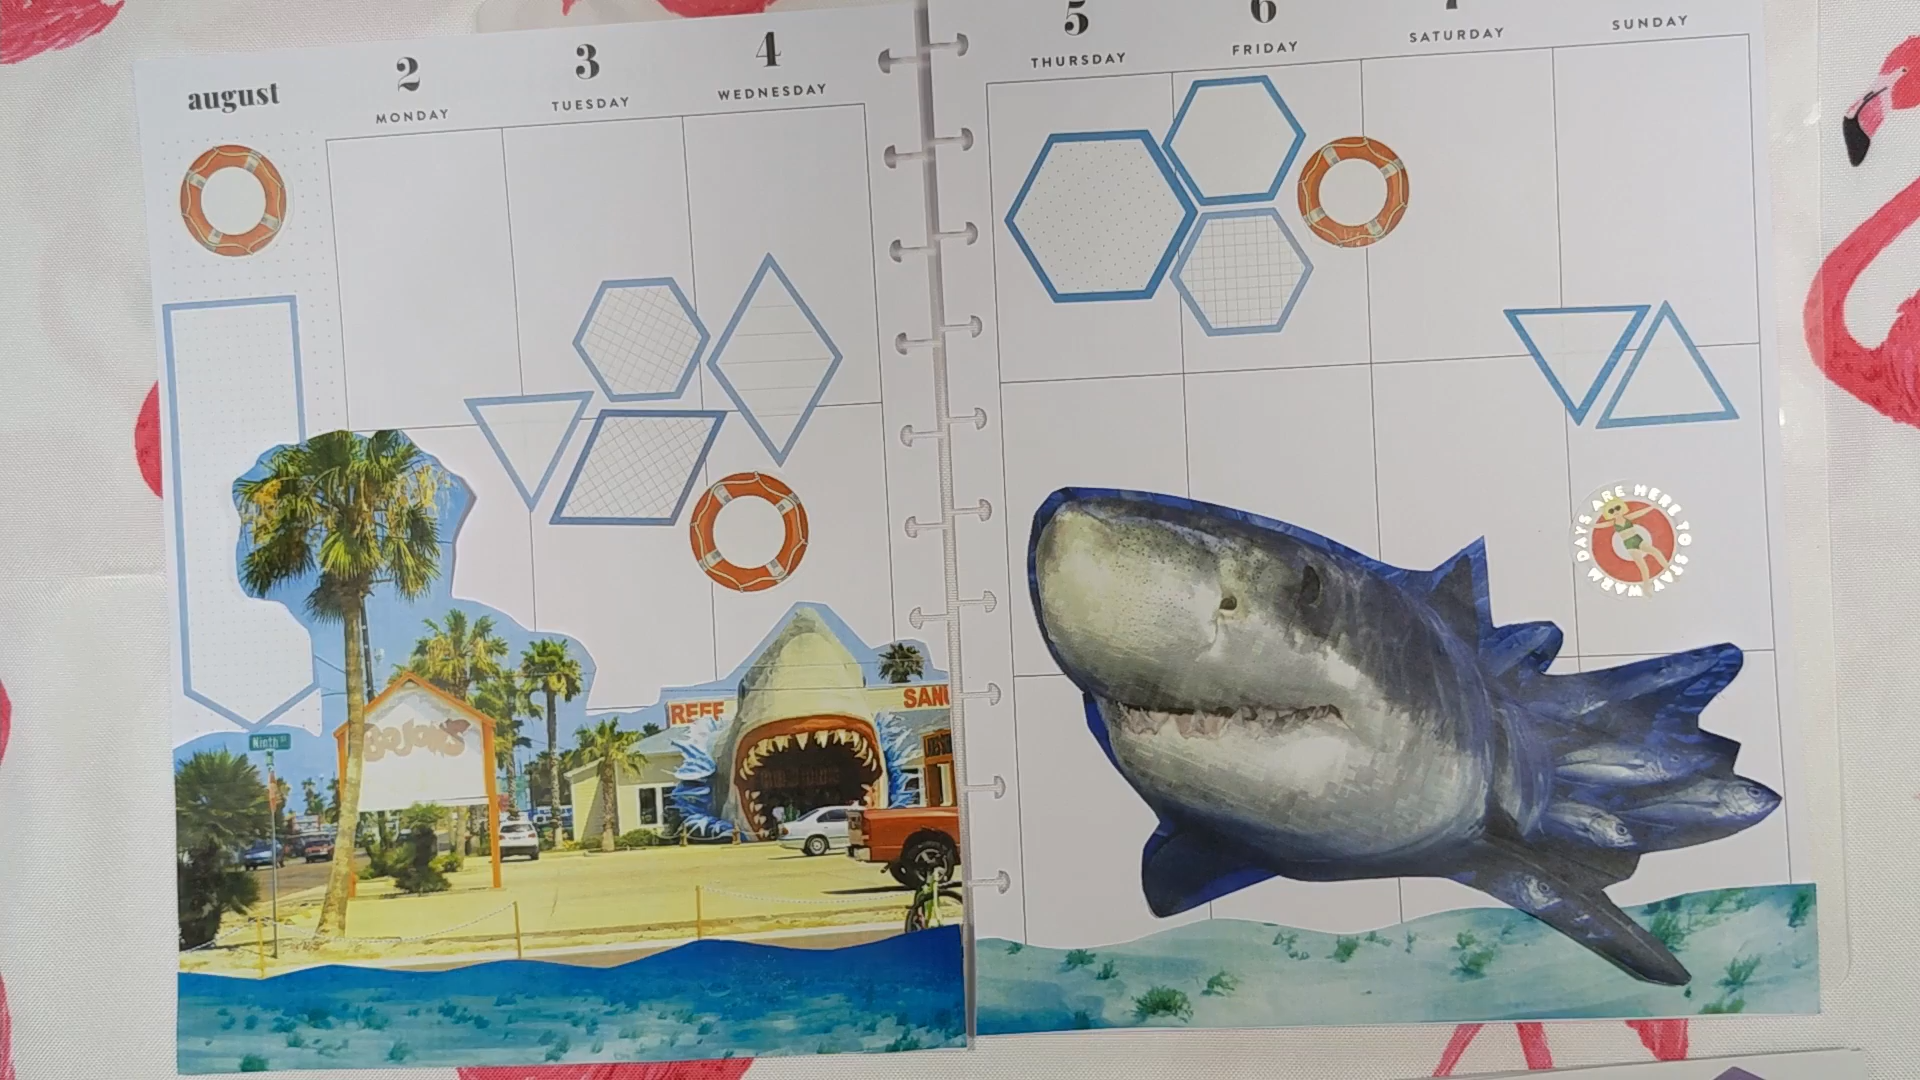 august
2
MONDAY
3
TUESDAY
4
WEDNESDAY
5
THURSDAY
6
FRIDAY
SATURDAY
SUNDAY
WARM DAYS ARE HERE TO STAY
Ninth
REEF